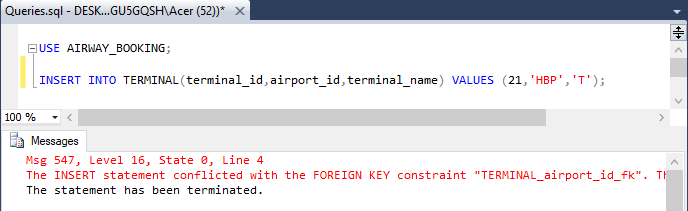 Queries.sql - DESK...GU5GQSH\Acer (52))*
USE AIRWAY_BOOKING;
INSERT INTO TERMINAL(terminal_id,airport_id,terminal_name) VALUES (21,'HBP','T');
100 %
Messages
Msg 547, Level 16, State 0, Line 4
The INSERT statement conflicted with the FOREIGN KEY constraint "TERMINAL_airport_id_fk".
The statement has been terminated.